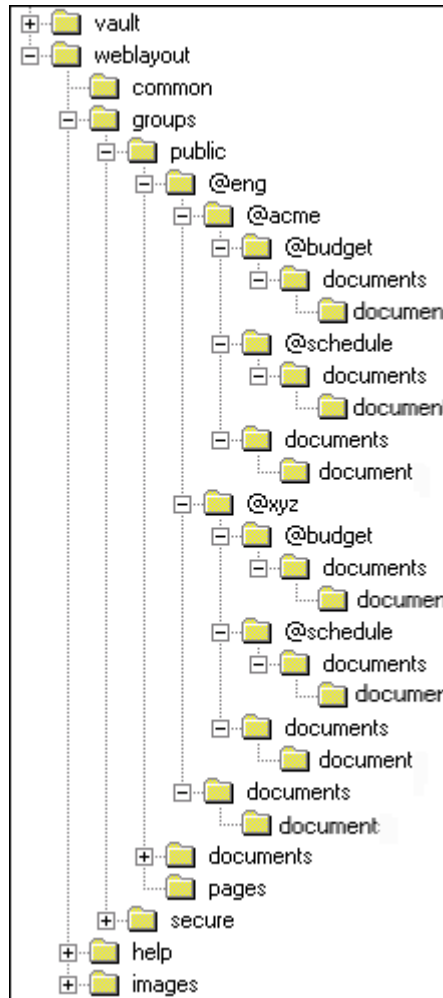 vault
weblayout
common
groups
public
@eng
@acme
@budget
documents
documen
@schedule
documents
document
documents
document
@xyz
@budget
documents
documen
@schedule
documents
documen
documents
document
documents
document
documents
pages
secure
help
images